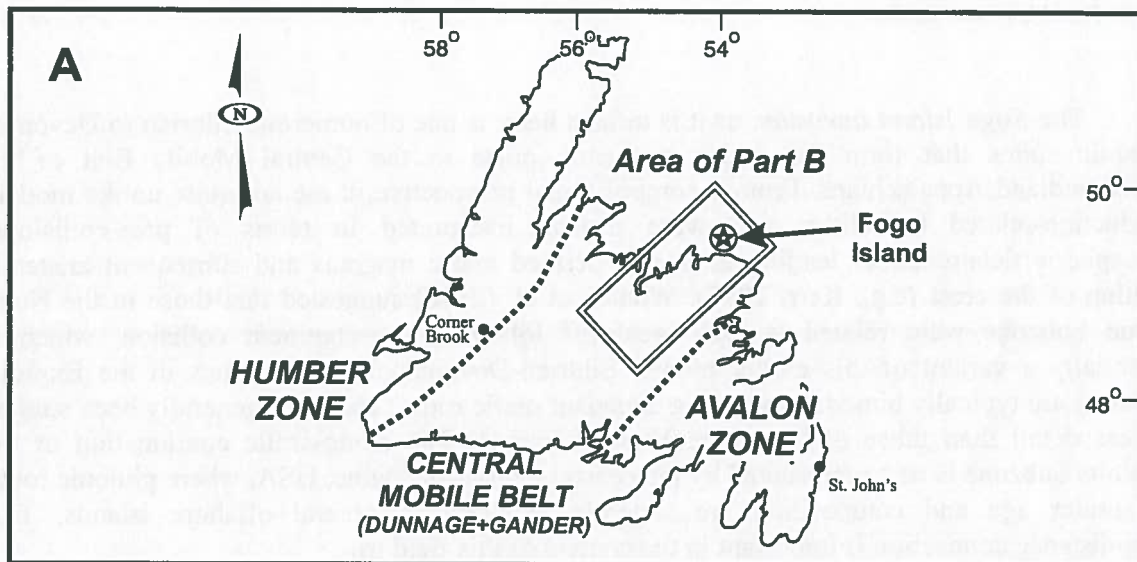 58° 56° 54°
A
N
Area of Part B
50°
Fogo
Island
Corner
Brook
HUMBER
ZONE
AVALON
ZONE
48°
CENTRAL
MOBILE BELT
(DUNNAGE+GANDER)
St. John's